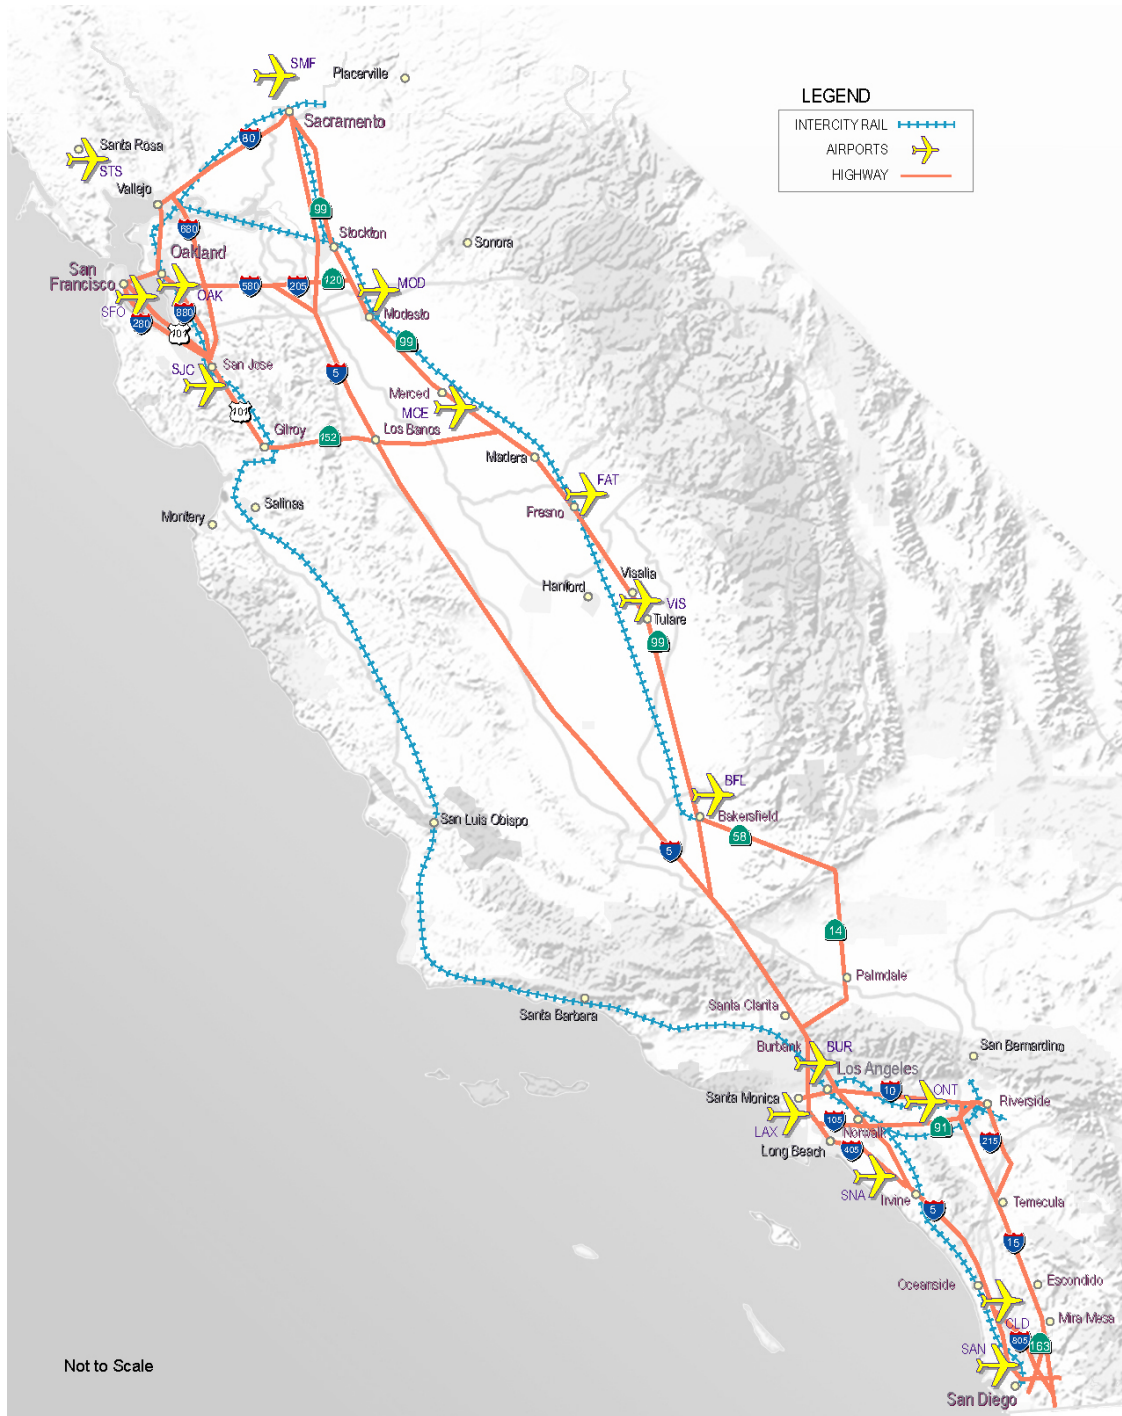 SMF
Placerville
LEGEND
INTERCITY RAIL
AIRPORTS
HIGHWAY
Sacramento
80
Santa Rosa
STS
Vallejo
99
680
Stockton
Sonora
Oakland
San
Francisco
580
205
120
MOD
OAK
SFO
880
280
101
Modesto
99
SJC
San Jose
5
Merced
MCE
101
Gilroy
152
Los Banos
Madera
FAT
Fresno
Salinas
Montery
Visalia
Hanford
VIS
Tulare
99
BFL
Bakersfield
San Luis Obispo
58
5
14
Palmdale
Santa Clarita
Santa Barbara
Burbank
BUR
San Bernardino
Los Angeles
10
ONT
Santa Monica
Riverside
LAX
105
Norwalk
91
215
Long Beach
405
SNA
Irvine
5
Temecula
15
Oceanside
Escondido
CLD
Mira Mesa
805
163
SAN
Not to Scale
San Diego